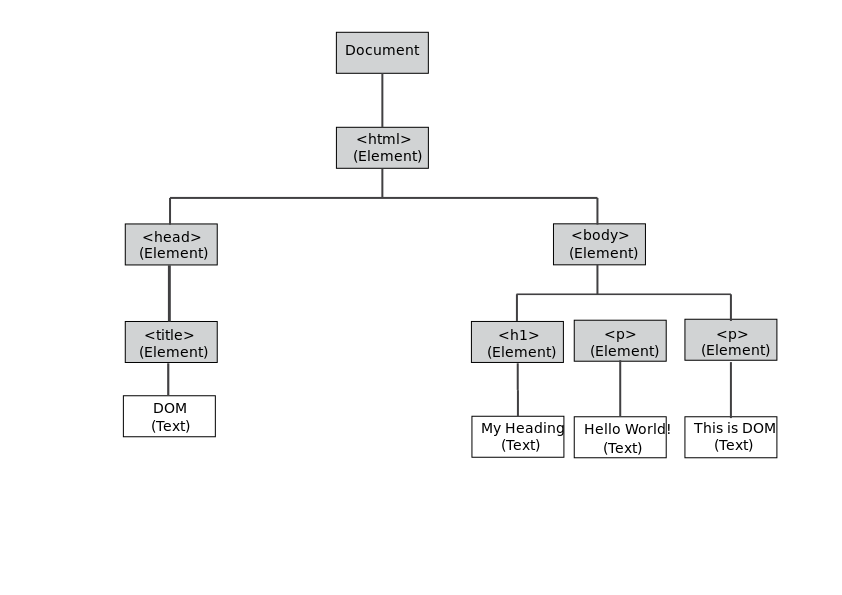 Document
<html>
(Element)
<head>
(Element)
<body>
(Element)
<title>
(Element)
<h1>
(Element)
<p>
(Element)
<p>
(Element)
DOM
(Text)
My Heading
(Text)
Hello World!
(Text)
This is DOM
(Text)